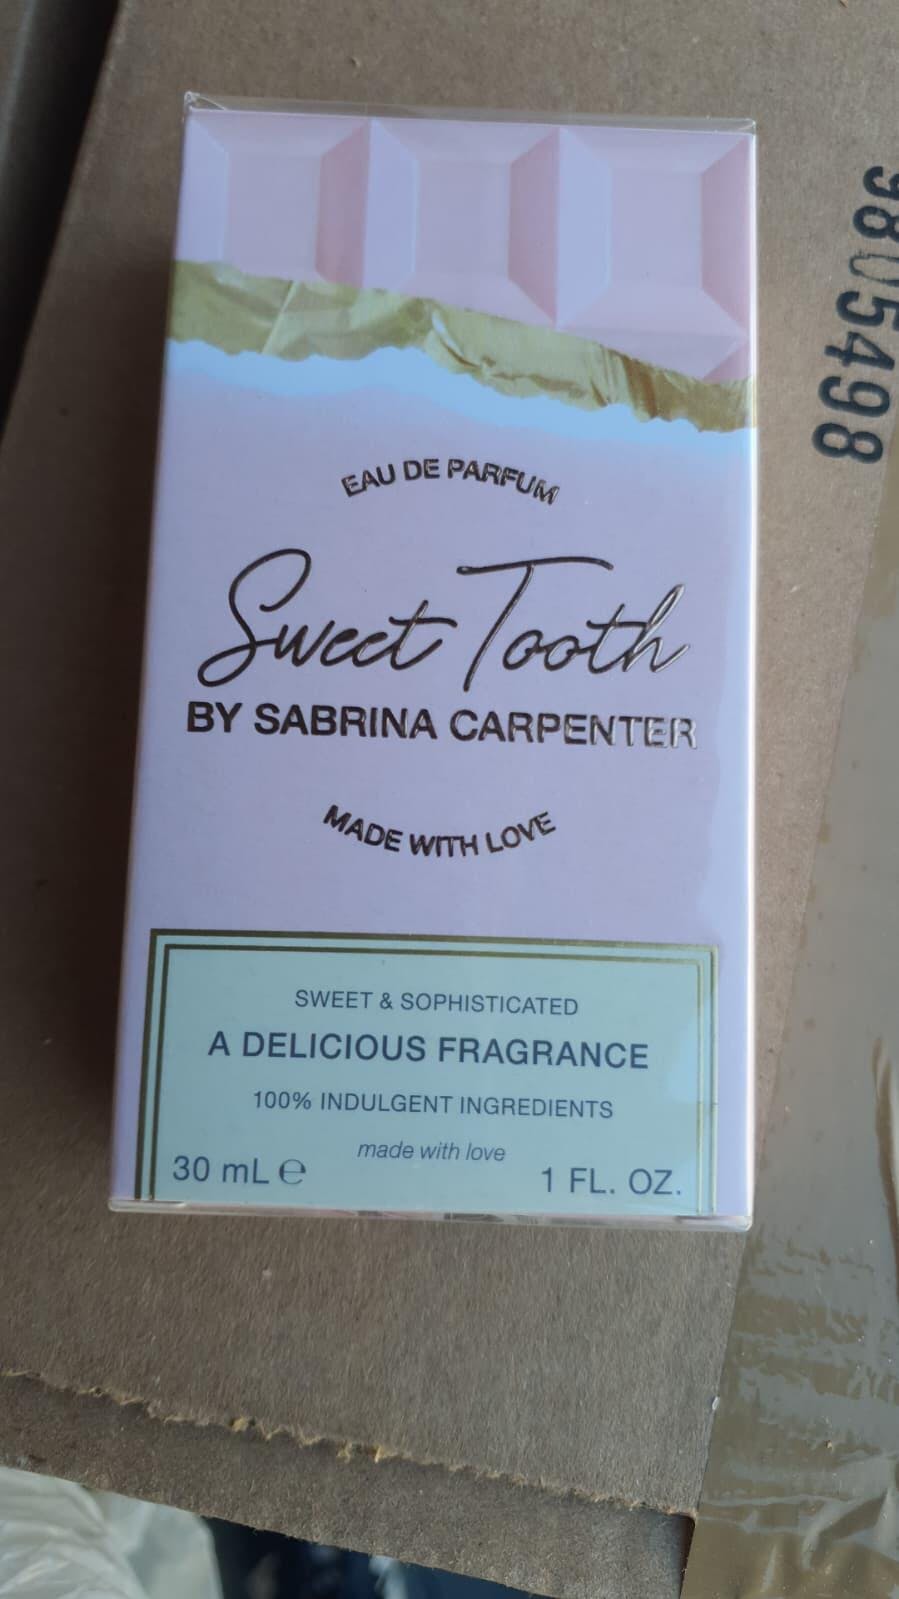 EAU DE PARFUM
Sweet Tooth
BY SABRINA CARPENTER
MADE WITH LOVE
SWEET & SOPHISTICATED
A DELICIOUS FRAGRANCE
100% INDULGENT INGREDIENTS
made with love
30 mL ℮
1 FL. OZ.
9805498